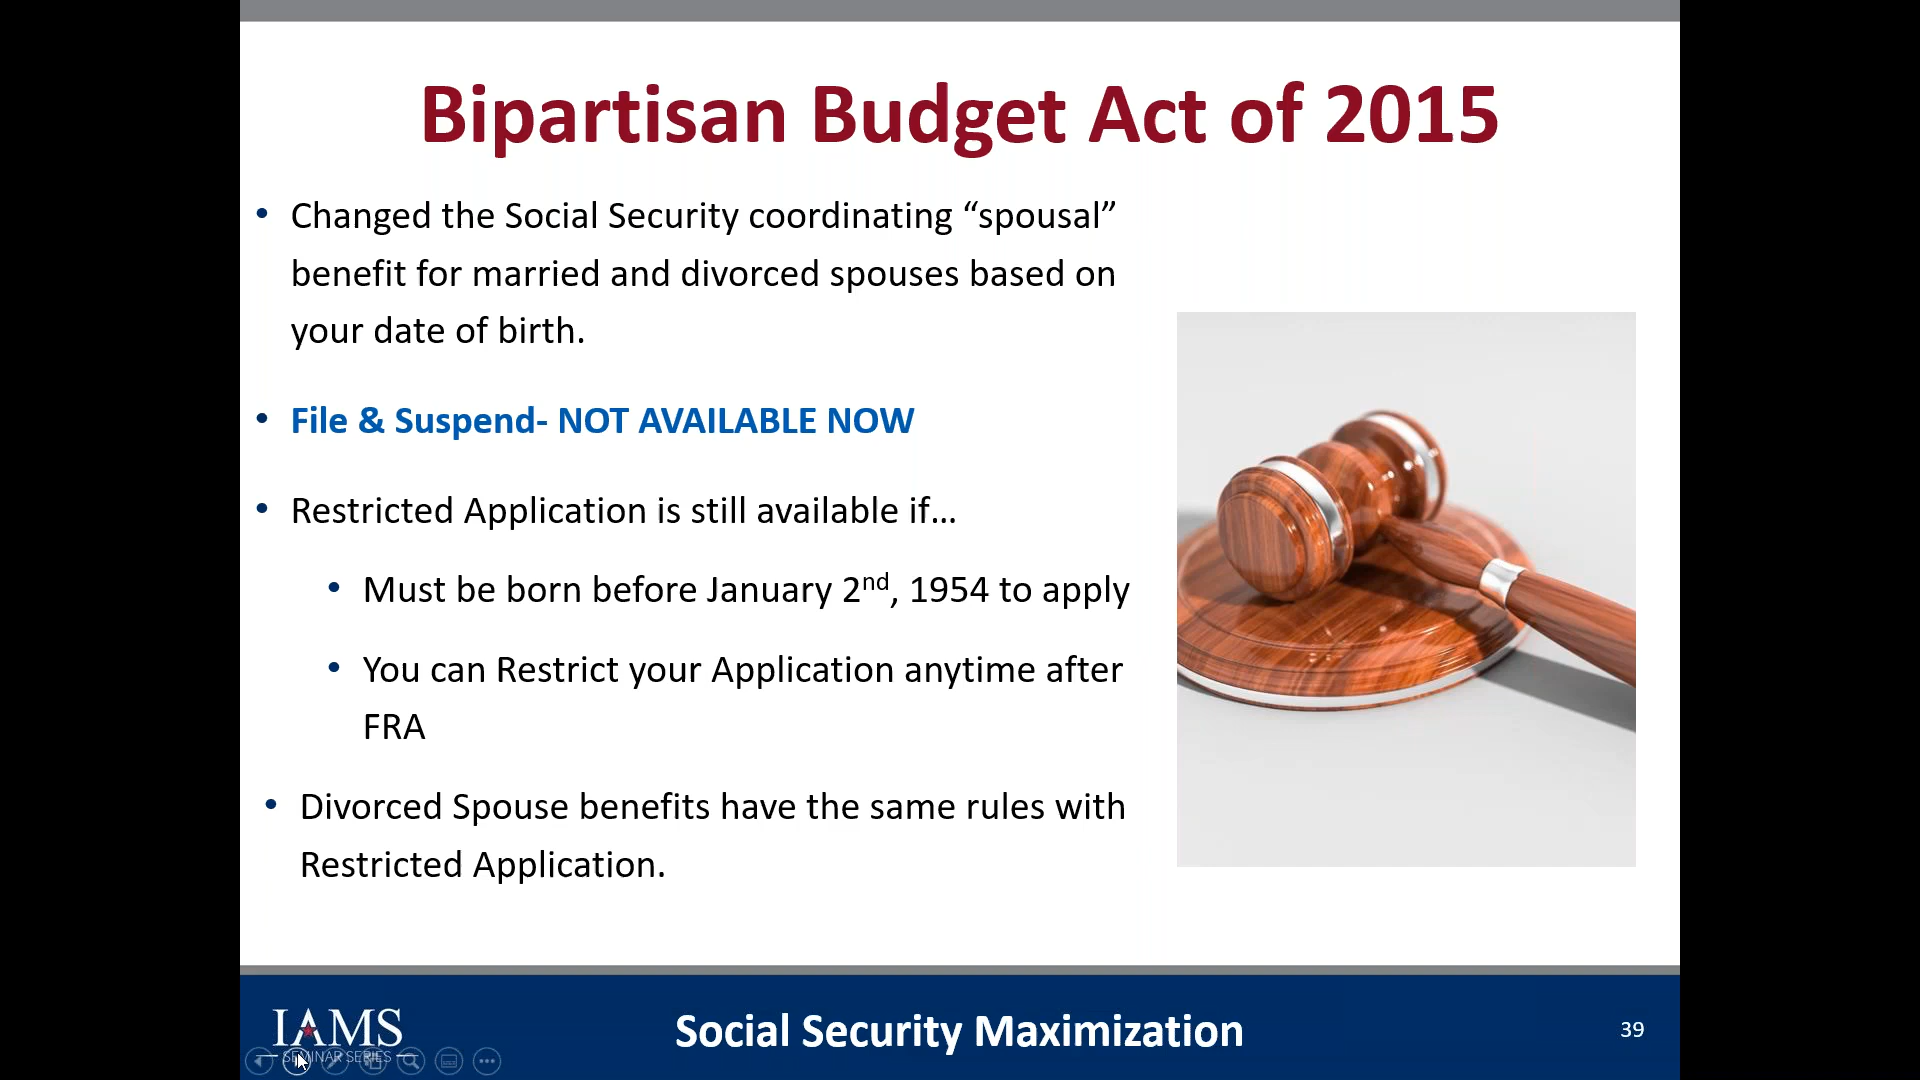 Bipartisan Budget Act of 2015
• Changed the Social Security coordinating “spousal”
benefit for married and divorced spouses based on
your date of birth.
• File & Suspend- NOT AVAILABLE NOW
• Restricted Application is still available if…
• Must be born before January 2nd, 1954 to apply
• You can Restrict your Application anytime after
FRA
• Divorced Spouse benefits have the same rules with
Restricted Application.
IAMS
SEMINAR SERIES
Social Security Maximization
39